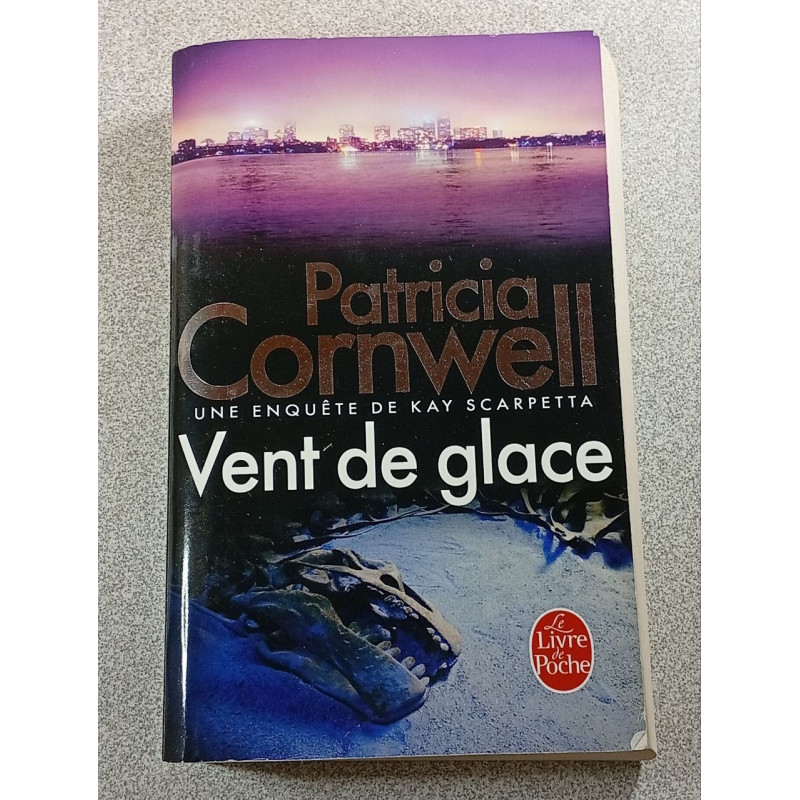 Patricia
Cornwell
UNE ENQUÊTE DE KAY SCARPETTA
Vent de glace
Le
Livre
de
Poche